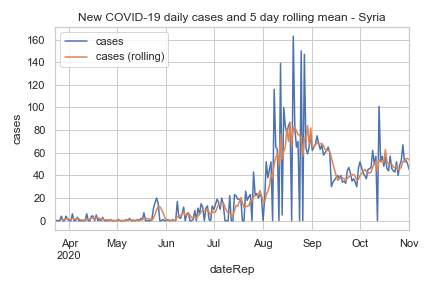 New COVID-19 daily cases and 5 day rolling mean - Syria
cases
cases (rolling)
160
140
120
100
80
60
40
20
0
cases
Apr May Jun Jul Aug Sep Oct Nov
2020
dateRep